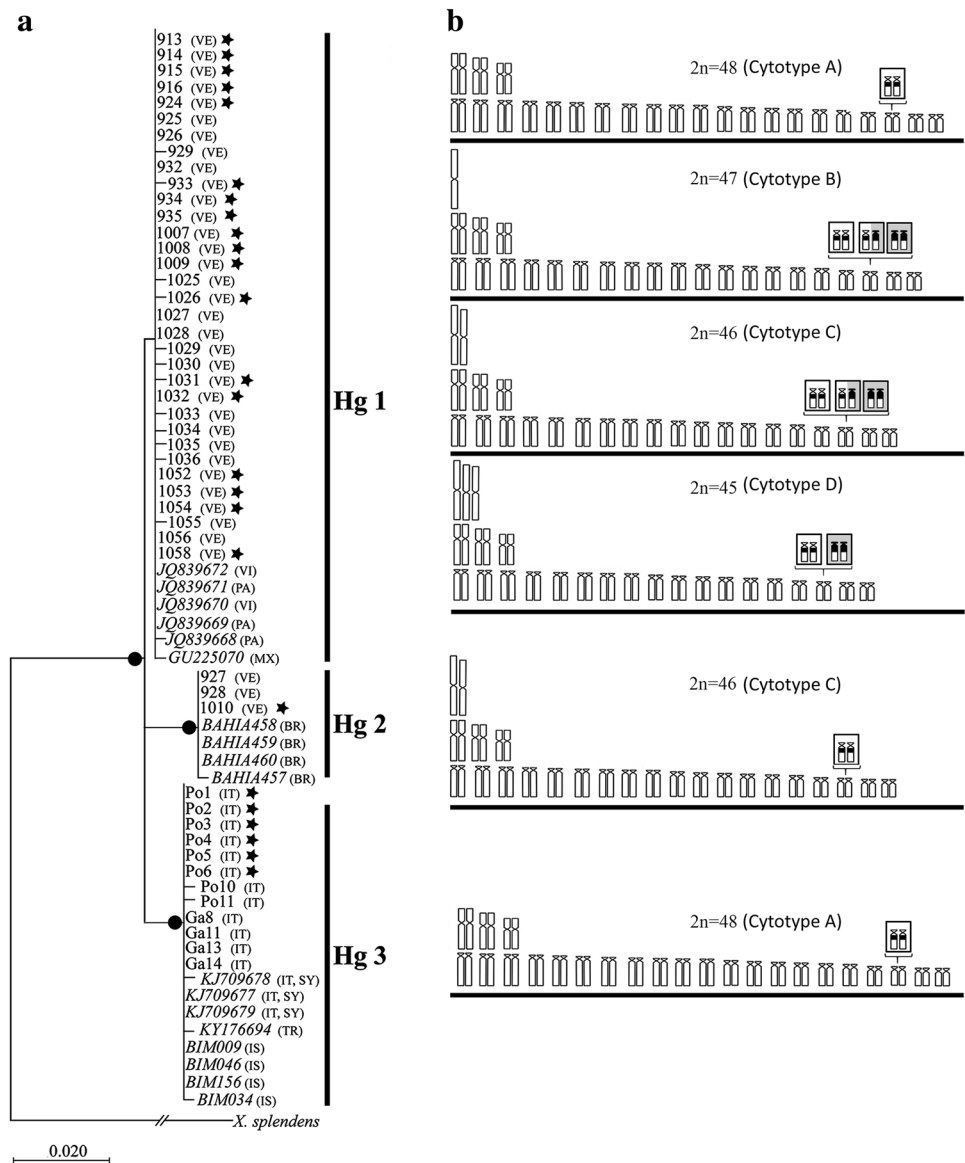 a
913 (VE)
914 (VE)
915 (VE)
916 (VE)
924 (VE)
925 (VE)
926 (VE)
929 (VE)
932 (VE)
933 (VE)
934 (VE)
935 (VE)
1007 (VE)
1008 (VE)
1009 (VE)
1025 (VE)
1026 (VE)
1027 (VE)
1028 (VE)
1029 (VE)
1030 (VE)
1031 (VE)
1032 (VE)
1033 (VE)
1034 (VE)
1035 (VE)
1036 (VE)
1052 (VE)
1053 (VE)
1054 (VE)
1055 (VE)
1056 (VE)
1058 (VE)
JQ839672 (VI)
JQ839671 (PA)
JQ839670 (VI)
JQ839669 (PA)
JQ839668 (PA)
GU225070 (MX)
Hg 1
927 (VE)
928 (VE)
1010 (VE)
BAHIA458 (BR)
BAHIA459 (BR)
BAHIA460 (BR)
BAHIA457 (BR)
Hg 2
Po1 (IT)
Po2 (IT)
Po3 (IT)
Po4 (IT)
Po5 (IT)
Po6 (IT)
Po10 (IT)
Po11 (IT)
Ga8 (IT)
Ga11 (IT)
Ga13 (IT)
Ga14 (IT)
KJ709678 (IT, SY)
KJ709677 (IT, SY)
KJ709679 (IT, SY)
KY176694 (TR)
BIM009 (IS)
BIM046 (IS)
BIM156 (IS)
BIM034 (IS)
Hg 3
X. splendens
0.020
b
2n=48 (Cytotype A)
2n=47 (Cytotype B)
2n=46 (Cytotype C)
2n=45 (Cytotype D)
2n=46 (Cytotype C)
2n=48 (Cytotype A)